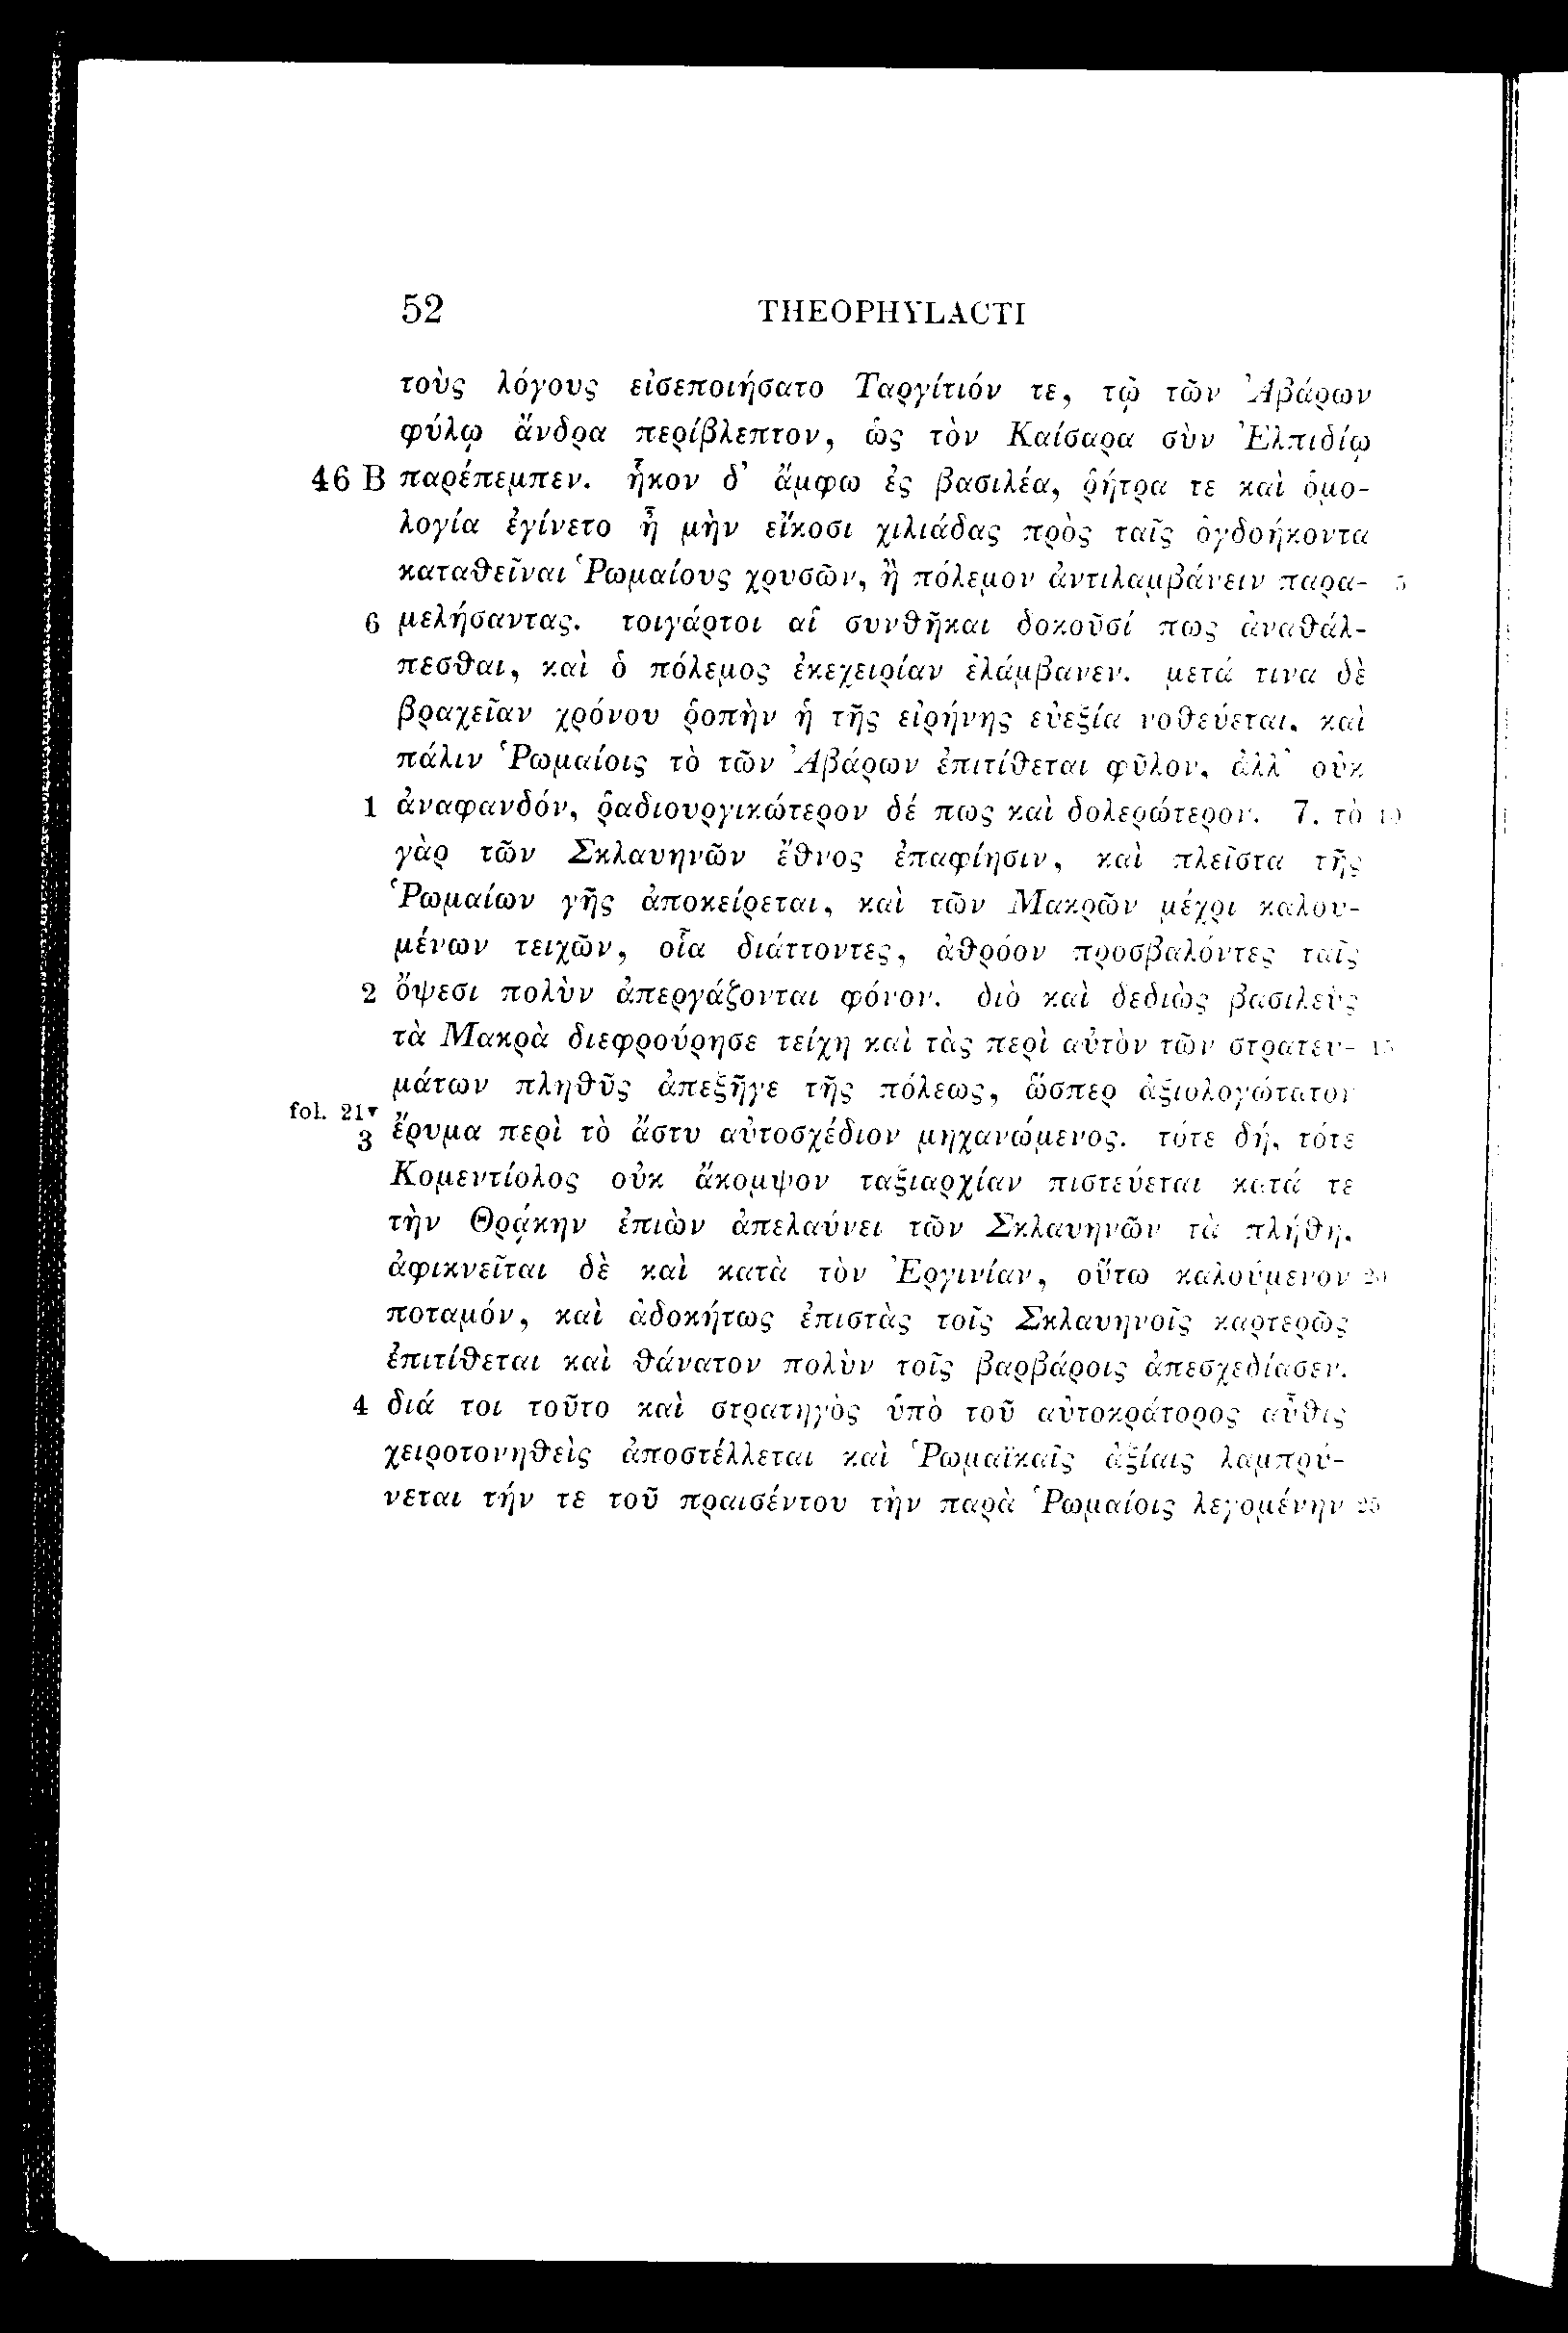 52 THEOPHYLACTI
τοὺς λόγους εἰσεποιήσατο Ταργίτιόν τε, τῷ τῶν Ἀβάρων
φύλῳ ἄνδρα περίβλεπτον, ὡς τὸν Καίσαρα σὺν Ἐλπιδίῳ
46 B παρέπεμπεν. ἧκον δ’ ἄμφω ἐς βασιλέα, ῥήτρα τε καὶ ὁμο-
λογία ἐγίνετο ἦ μὴν εἴκοσι χιλιάδας πρὸς ταῖς ὀγδοήκοντα
καταθεῖναι Ῥωμαίους χρυσῶν, ἢ πόλεμον ἀντιλαμβάνειν παρα- 5
6 μελήσαντας. τοιγάρτοι αἱ συνθῆκαι δοκοῦσί πως ἀναθάλ-
πεσθαι, καὶ ὁ πόλεμος ἐκεχειρίαν ἐλάμβανεν. μετά τινα δὲ
βραχεῖαν χρόνου ῥοπὴν ἡ τῆς εἰρήνης εὐεξία νοθεύεται, καὶ
πάλιν Ῥωμαίοις τὸ τῶν Ἀβάρων ἐπιτίθεται φῦλον, ἀλλ’ οὐκ
1 ἀναφανδόν, ῥαδιουργικώτερον δέ πως καὶ δολερώτερον. 7. τὸ 10
γὰρ τῶν Σκλαυηνῶν ἔθνος ἐπαφίησιν, καὶ πλεῖστα τῆς
Ῥωμαίων γῆς ἀποκείρεται, καὶ τῶν Μακρῶν μέχρι καλου-
μένων τειχῶν, οἷα διάττοντες, ἀθρόον προσβαλόντες ταῖς
2 ὄψεσι πολὺν ἀπεργάζονται φόνον. διὸ καὶ δεδιὼς βασιλεὺς
τὰ Μακρὰ διεφρούρησε τείχη καὶ τὰς περὶ αὐτὸν τῶν στρατευ- 15
μάτων πληθῦς ἀπεξῆγε τῆς πόλεως, ὥσπερ ἀξιολογώτατον
fol. 21v
3 ἔρυμα περὶ τὸ ἄστυ αὐτοσχέδιον μηχανώμενος. τότε δή, τότε
Κομεντίολος οὐκ ἄκομψον ταξιαρχίαν πιστεύεται κατά τε
τὴν Θρᾴκην ἐπιὼν ἀπελαύνει τῶν Σκλαυηνῶν τὰ πλήθη.
ἀφικνεῖται δὲ καὶ κατὰ τὸν Ἐργινίαν, οὕτω καλούμενον 20
ποταμόν, καὶ ἀδοκήτως ἐπιστὰς τοῖς Σκλαυηνοῖς καρτερῶς
ἐπιτίθεται καὶ θάνατον πολὺν τοῖς βαρβάροις ἀπεσχεδίασεν.
4 διά τοι τοῦτο καὶ στρατηγὸς ὑπὸ τοῦ αὐτοκράτορος αὖθις
χειροτονηθεὶς ἀποστέλλεται καὶ Ῥωμαϊκαῖς ἀξίαις λαμπρύ-
νεται τήν τε τοῦ πραισέντου τὴν παρὰ Ῥωμαίοις λεγομένην 25